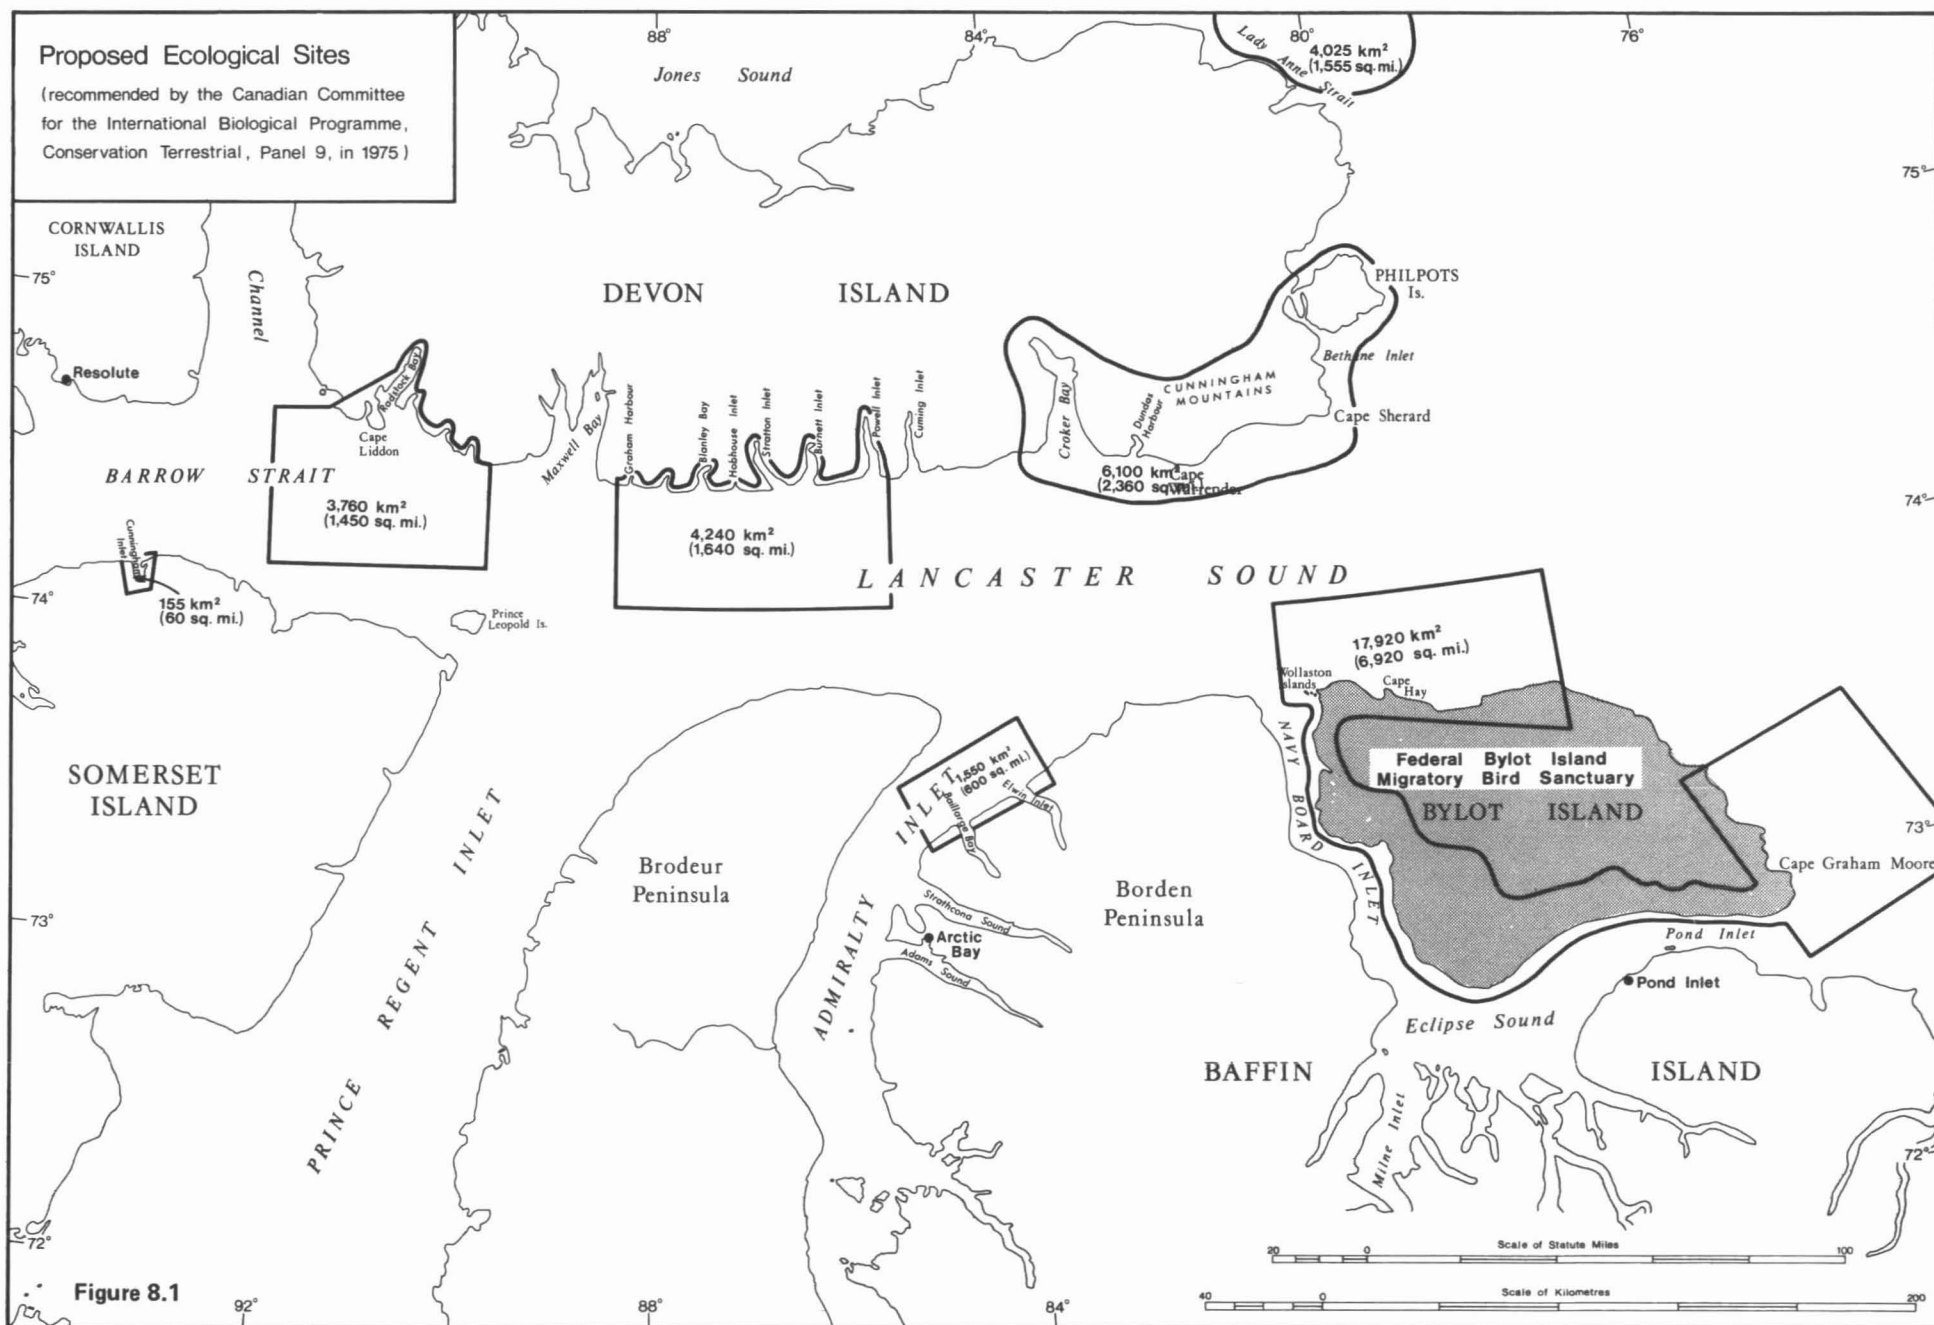 Proposed Ecological Sites
(recommended by the Canadian Committee
for the International Biological Programme,
Conservation Terrestrial, Panel 9, in 1975)
88°
84°
80°
76°
Jones Sound
Lady Anne Strait
4,025 km²
(1,555 sq. mi.)
75°
CORNWALLIS
ISLAND
75°
Channel
DEVON ISLAND
PHILPOTS
Is.
Resolute
Radstock Bay
Cape
Liddon
Maxwell Bay
Graham Harbour
Blanley Bay
Hobhouse Inlet
Stratton Inlet
Burnett Inlet
Powell Inlet
Cuming Inlet
Croker Bay
Dundas
Harbour
CUNNINGHAM
MOUNTAINS
Bethune Inlet
Cape Sherard
BARROW STRAIT
6,100 km²
(2,360 sq. mi.)
Cape
Warrender
74°
3,760 km²
(1,450 sq. mi.)
4,240 km²
(1,640 sq. mi.)
Cunningham
Inlet
LANCASTER SOUND
74°
155 km²
(60 sq. mi.)
Prince
Leopold Is.
17,920 km²
(6,920 sq. mi.)
Wollaston
Islands
Cape
Hay
NAVY BOARD INLET
Federal Bylot Island
Migratory Bird Sanctuary
BYLOT ISLAND
SOMERSET
ISLAND
1,550 km²
(600 sq. mi.)
Elwin Inlet
Baillarge Bay
73°
Cape Graham Moore
PRINCE REGENT INLET
Brodeur
Peninsula
ADMIRALTY INLET
Borden
Peninsula
Strathcona Sound
73°
Arctic
Bay
Adams Sound
Pond Inlet
Pond Inlet
Eclipse Sound
BAFFIN ISLAND
Milne Inlet
72°
72°
Scale of Statute Miles
20 0 100
Scale of Kilometres
40 0 200
Figure 8.1
92°
88°
84°